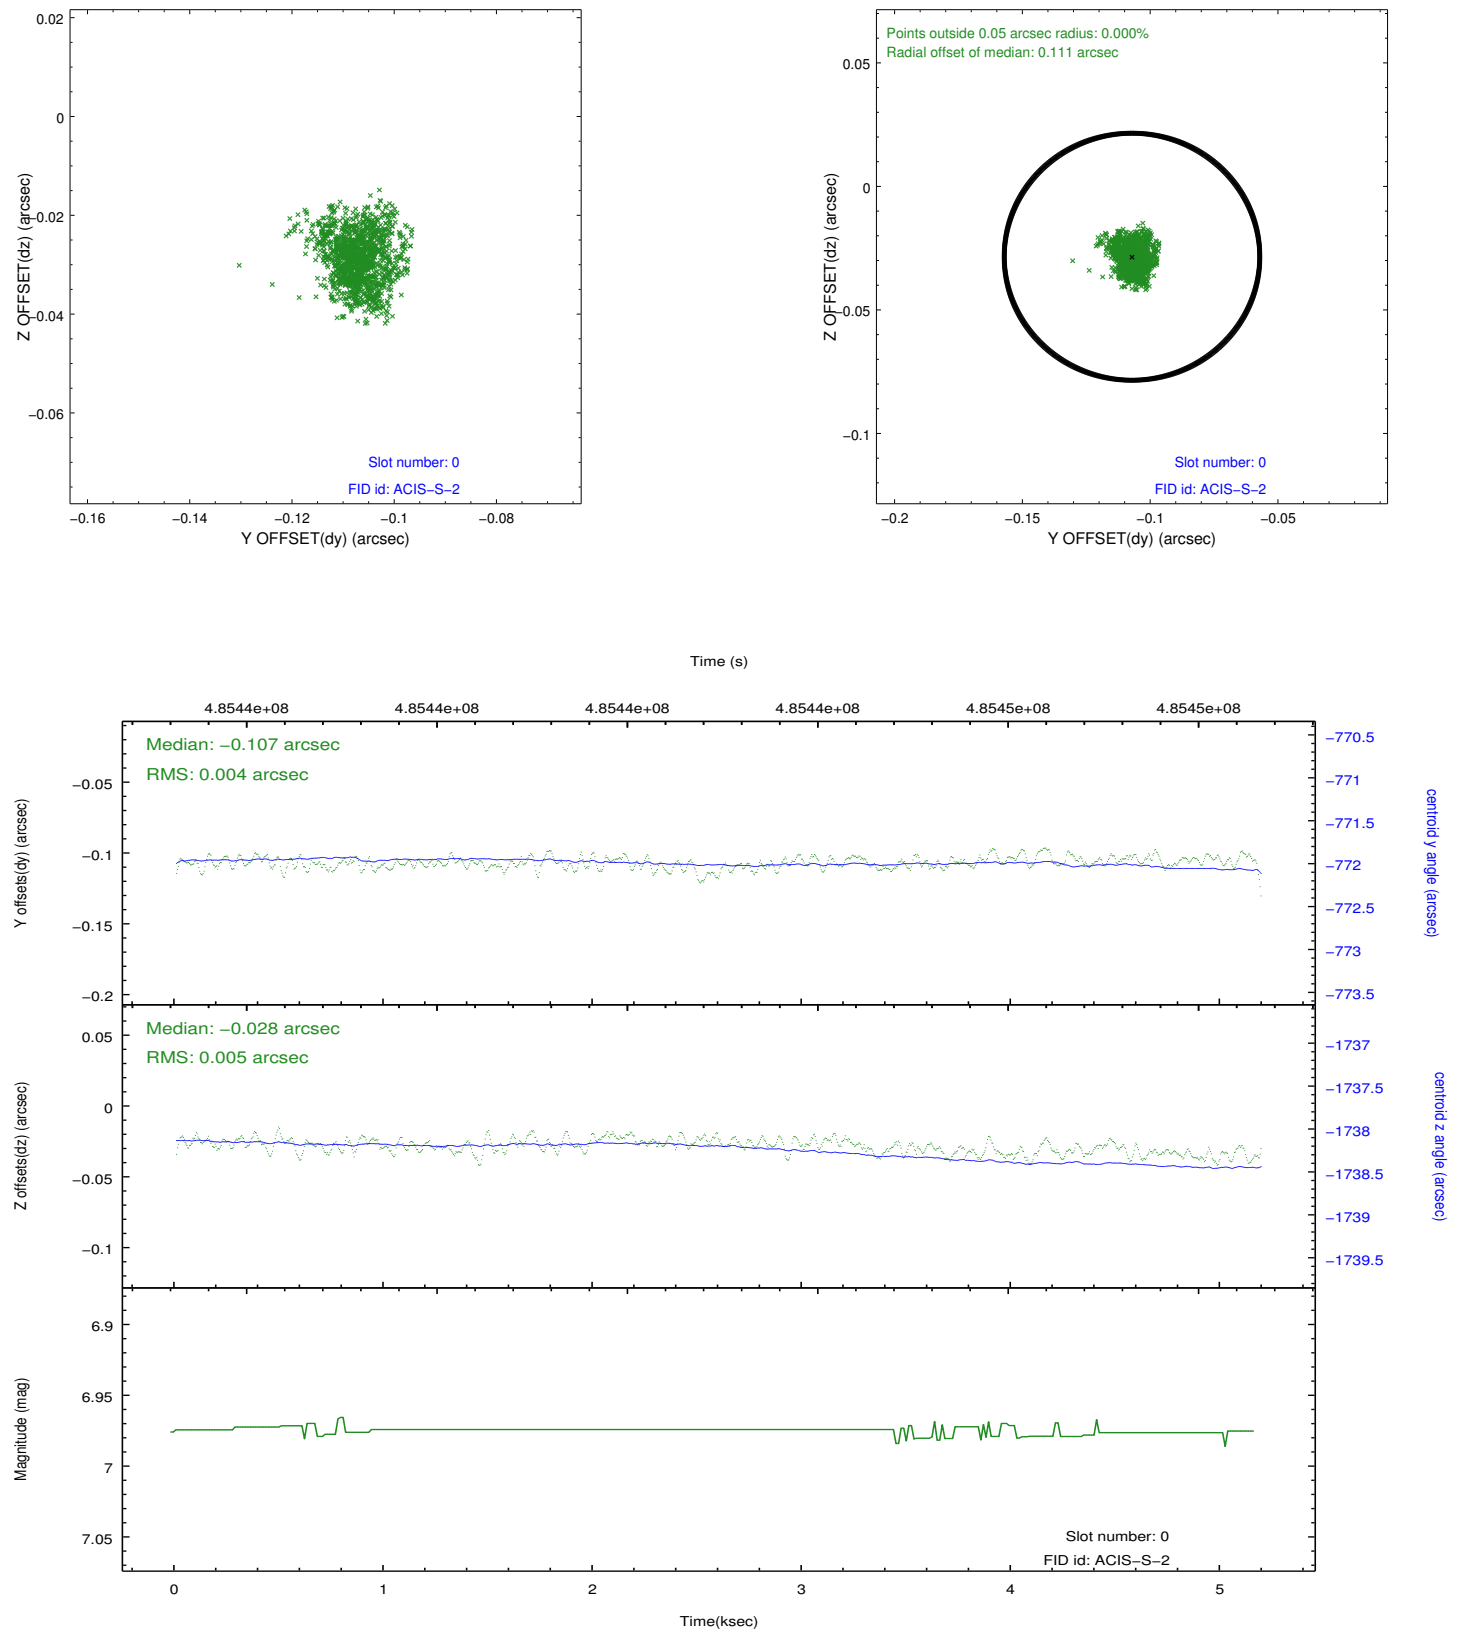 0.02
0
−0.02
−0.04
−0.06
Z OFFSET(dz) (arcsec)
Slot number: 0
FID id: ACIS−S−2
−0.16
−0.14
−0.12
−0.1
−0.08
Y OFFSET(dy) (arcsec)
Points outside 0.05 arcsec radius: 0.000%
Radial offset of median: 0.111 arcsec
0.05
0
−0.05
−0.1
Z OFFSET(dz) (arcsec)
Slot number: 0
FID id: ACIS−S−2
−0.2
−0.15
−0.1
−0.05
Y OFFSET(dy) (arcsec)
Time (s)
4.8544e+08
4.8544e+08
4.8544e+08
4.8544e+08
4.8545e+08
4.8545e+08
Median: −0.107 arcsec
RMS: 0.004 arcsec
−0.05
−0.1
−0.15
−0.2
Y offsets(dy) (arcsec)
−770.5
−771
−771.5
−772
−772.5
−773
−773.5
centroid y angle (arcsec)
Median: −0.028 arcsec
RMS: 0.005 arcsec
0.05
0
−0.05
−0.1
Z offsets(dz) (arcsec)
−1737
−1737.5
−1738
−1738.5
−1739
−1739.5
centroid z angle (arcsec)
6.9
6.95
7
7.05
Magnitude (mag)
Slot number: 0
FID id: ACIS−S−2
0
1
2
3
4
5
Time(ksec)